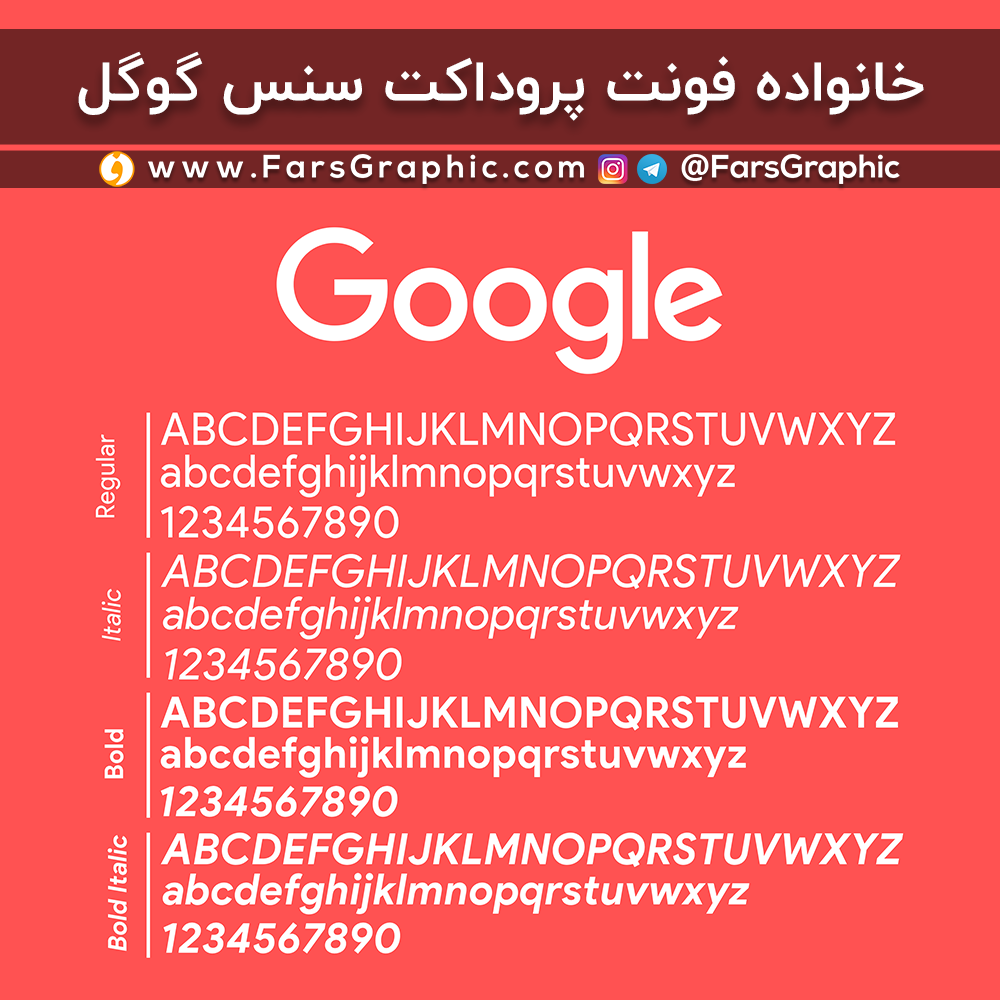 خانواده فونت پروداکت سنس گوگل
www.FarsGraphic.com @FarsGraphic
Google
Regular
ABCDEFGHIJKLMNOPQRSTUVWXYZ
abcdefghijklmnopqrstuvwxyz
1234567890
Italic
ABCDEFGHIJKLMNOPQRSTUVWXYZ
abcdefghijklmnopqrstuvwxyz
1234567890
Bold
ABCDEFGHIJKLMNOPQRSTUVWXYZ
abcdefghijklmnopqrstuvwxyz
1234567890
Bold Italic
ABCDEFGHIJKLMNOPQRSTUVWXYZ
abcdefghijklmnopqrstuvwxyz
1234567890